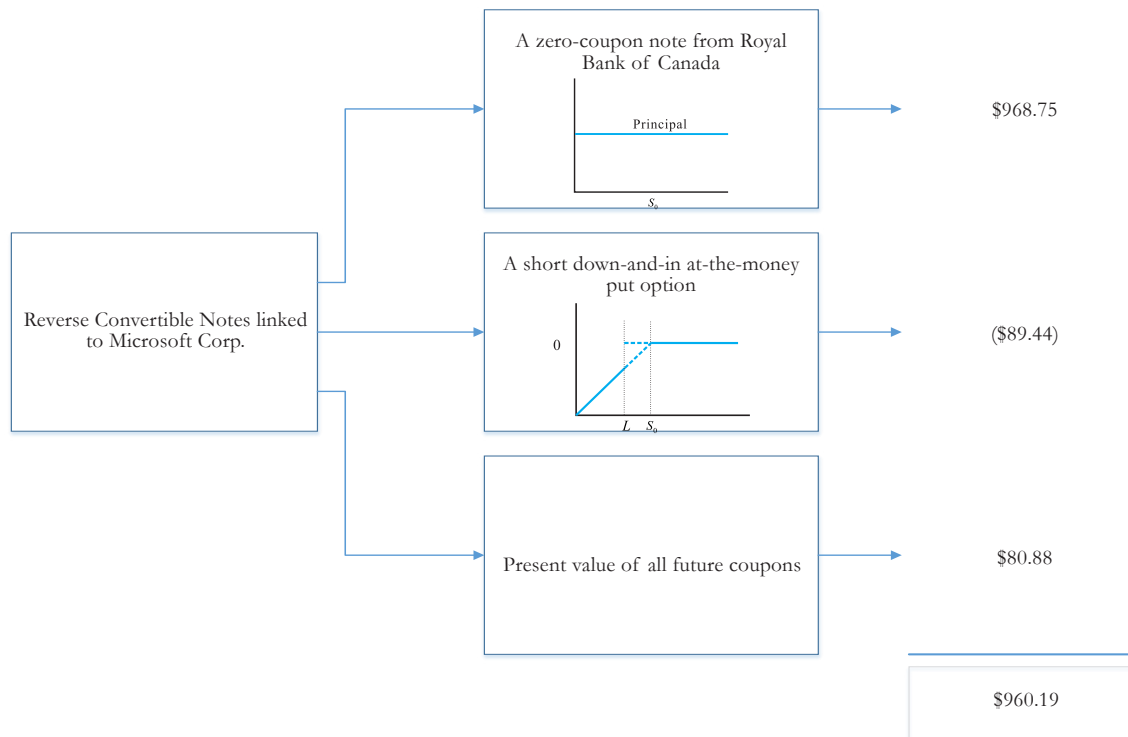 A zero-coupon note from Royal
Bank of Canada
Principal
S₀
$968.75
Reverse Convertible Notes linked
to Microsoft Corp.
A short down-and-in at-the-money
put option
0
L S₀
($89.44)
Present value of all future coupons
$80.88
$960.19